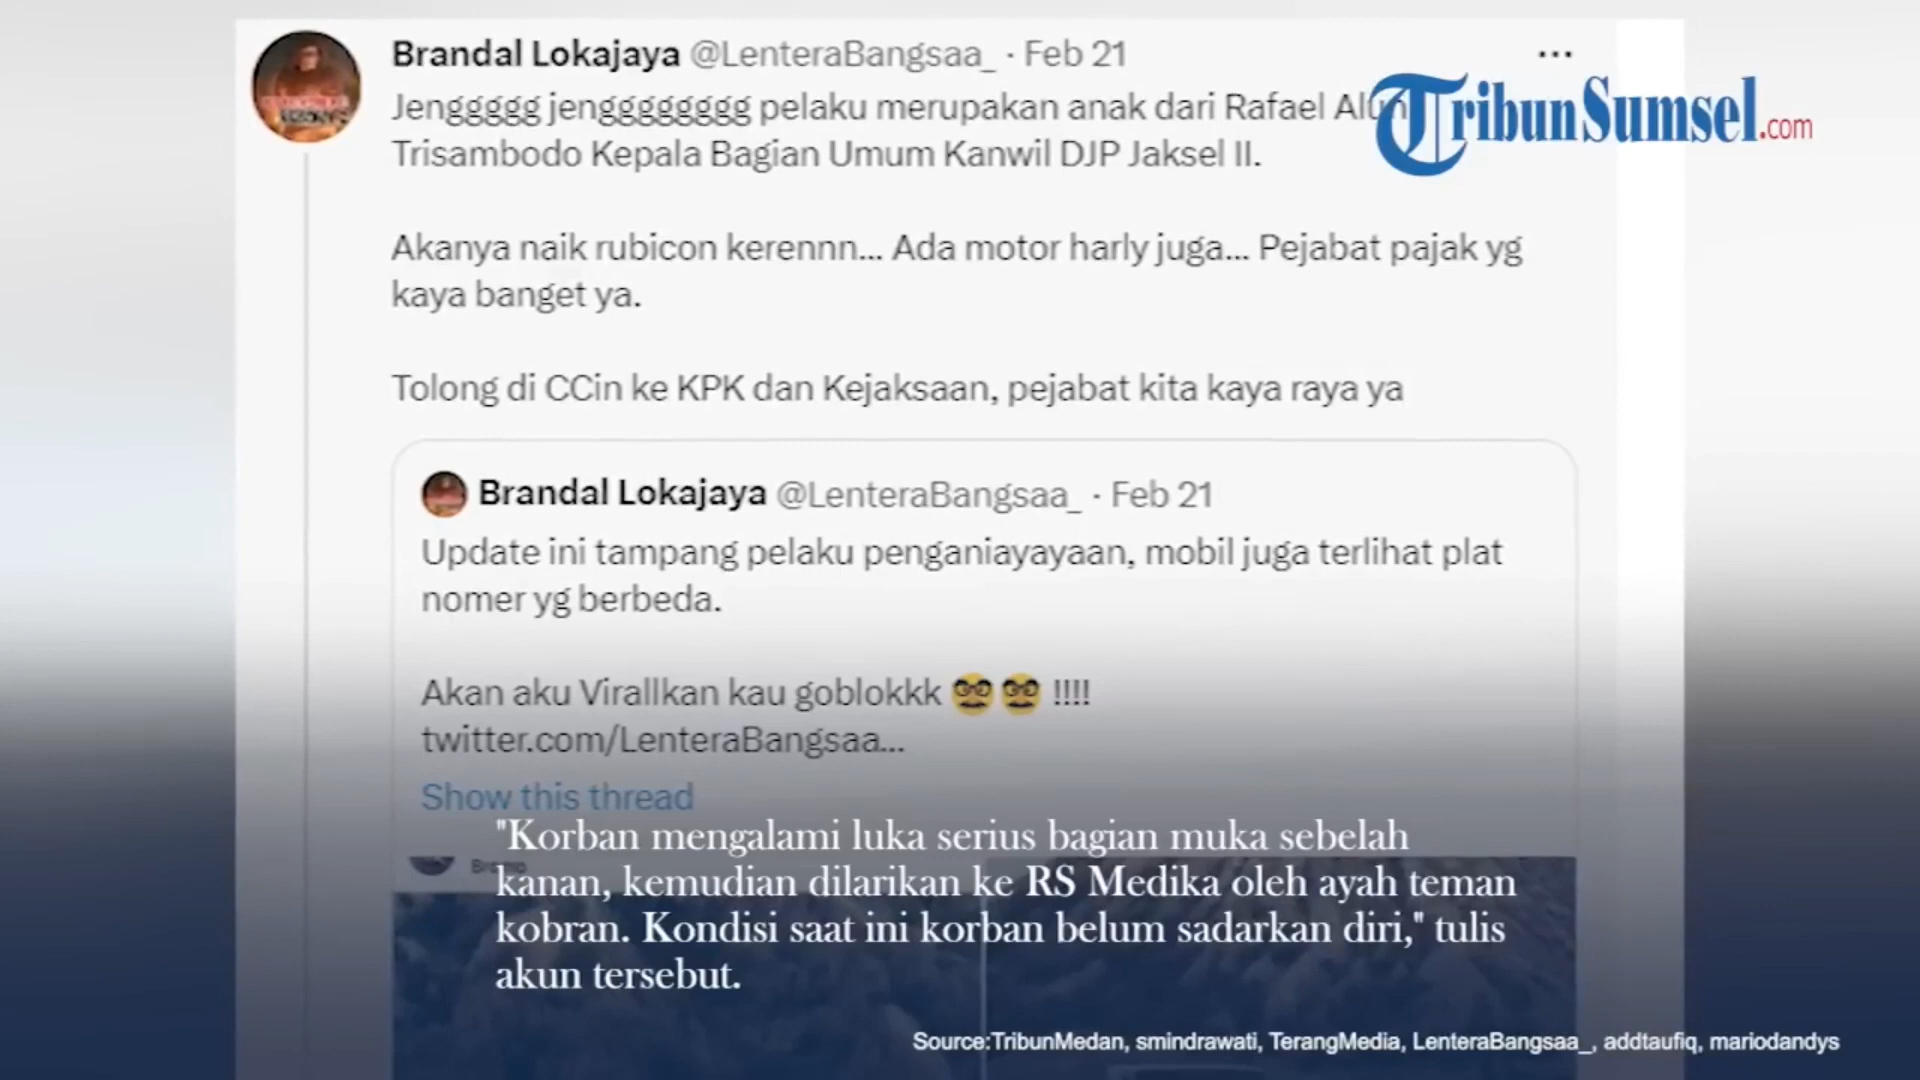 Brandal Lokajaya @LenteraBangsaa_ · Feb 21
Jenggggg jengggggggg pelaku merupakan anak dari Rafael Alun
Trisambodo Kepala Bagian Umum Kanwil DJP Jaksel II.
TribunSumsel.com
Akanya naik rubicon kerennn... Ada motor harly juga... Pejabat pajak yg
kaya banget ya.
Tolong di CCin ke KPK dan Kejaksaan, pejabat kita kaya raya ya
Brandal Lokajaya @LenteraBangsaa_ · Feb 21
Update ini tampang pelaku penganiayayaan, mobil juga terlihat plat
nomer yg berbeda.
Akan aku Virallkan kau goblokkk 🥸🥸 !!!!
twitter.com/LenteraBangsaa...
Show this thread
"Korban mengalami luka serius bagian muka sebelah
kanan, kemudian dilarikan ke RS Medika oleh ayah teman
kobran. Kondisi saat ini korban belum sadarkan diri," tulis
akun tersebut.
Source:TribunMedan, smindrawati, TerangMedia, LenteraBangsaa_, addtaufiq, mariodandys